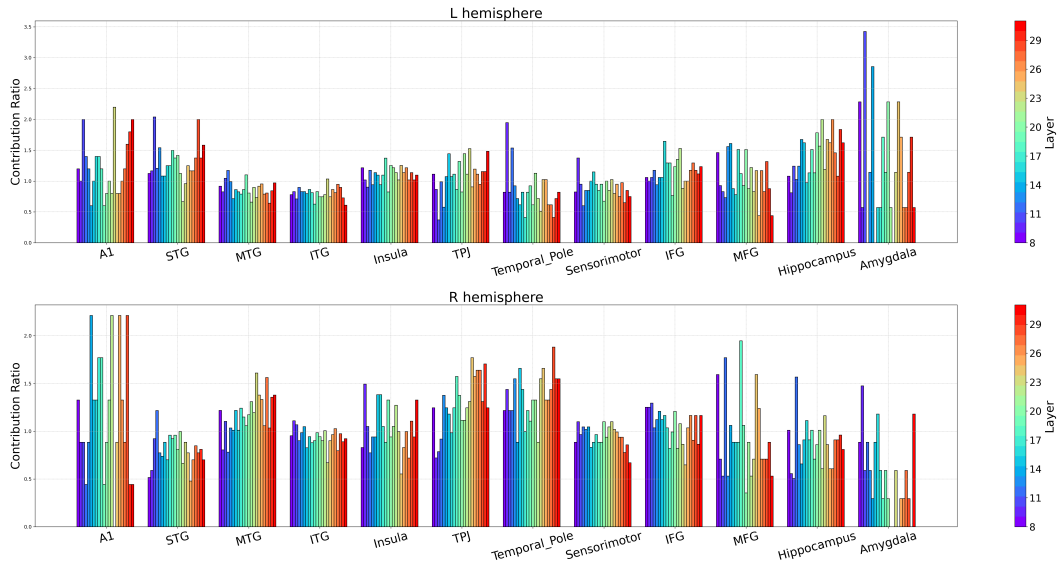 L hemisphere
Contribution Ratio
3.5
3.0
2.5
2.0
1.5
1.0
0.5
0.0
A1
STG
MTG
ITG
Insula
TPJ
Temporal_Pole
Sensorimotor
IFG
MFG
Hippocampus
Amygdala
29
26
23
20
17
14
11
8
Layer
R hemisphere
Contribution Ratio
2.0
1.5
1.0
0.5
0.0
A1
STG
MTG
ITG
Insula
TPJ
Temporal_Pole
Sensorimotor
IFG
MFG
Hippocampus
Amygdala
29
26
23
20
17
14
11
8
Layer